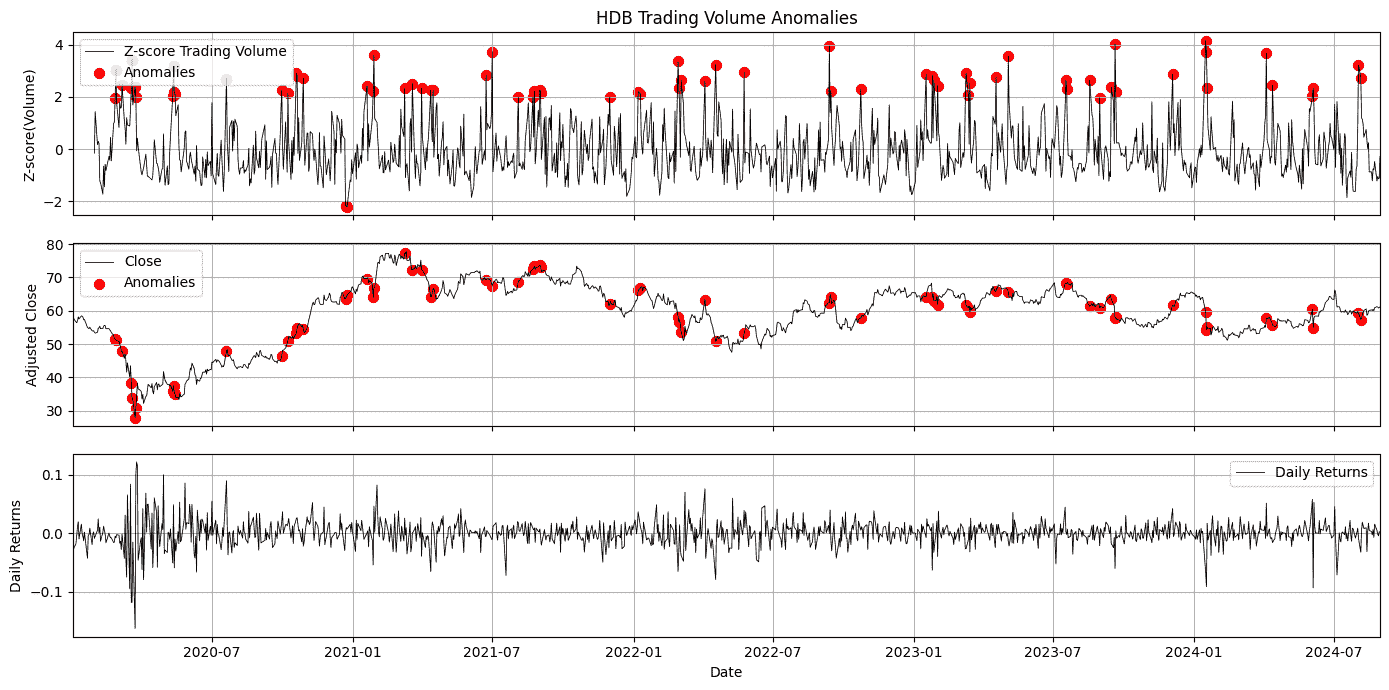 HDB Trading Volume Anomalies
Z-score Trading Volume
Anomalies
Z-score(Volume)
4
2
0
−2
Close
Anomalies
Adjusted Close
80
70
60
50
40
30
Daily Returns
Daily Returns
0.1
0.0
−0.1
2020-07
2021-01
2021-07
2022-01
2022-07
2023-01
2023-07
2024-01
2024-07
Date